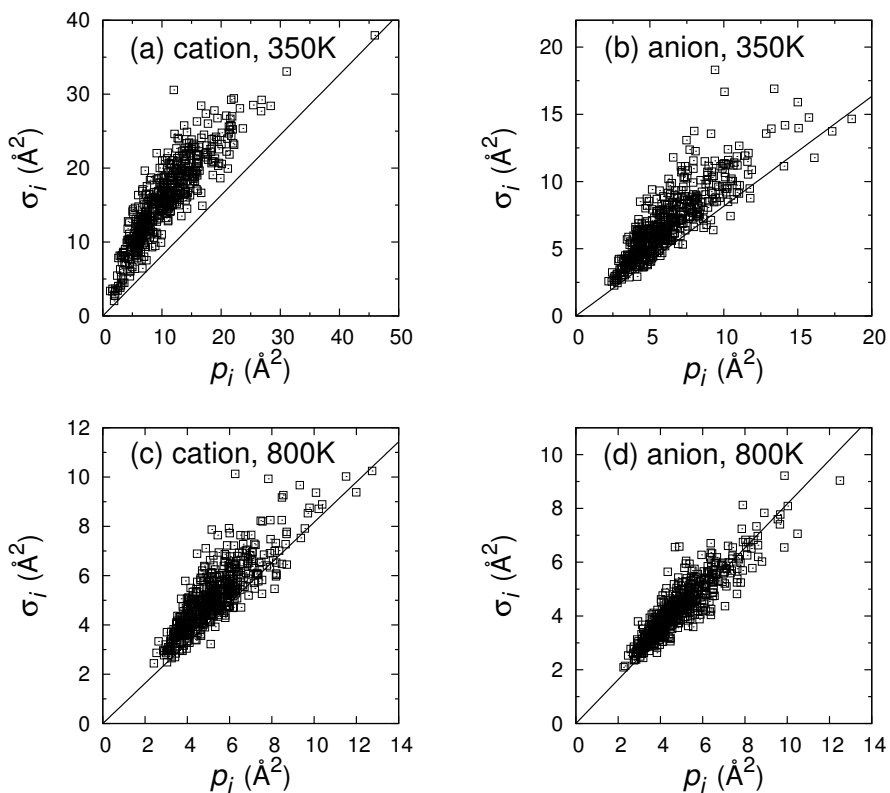 (a) cation, 350K
σi (Å2)
0
10
20
30
40
0 10 20 30 40 50
pi (Å2)
(b) anion, 350K
σi (Å2)
0
5
10
15
20
0 5 10 15 20
pi (Å2)
(c) cation, 800K
σi (Å2)
0
2
4
6
8
10
12
0 2 4 6 8 10 12 14
pi (Å2)
(d) anion, 800K
σi (Å2)
0
2
4
6
8
10
0 2 4 6 8 10 12 14
pi (Å2)